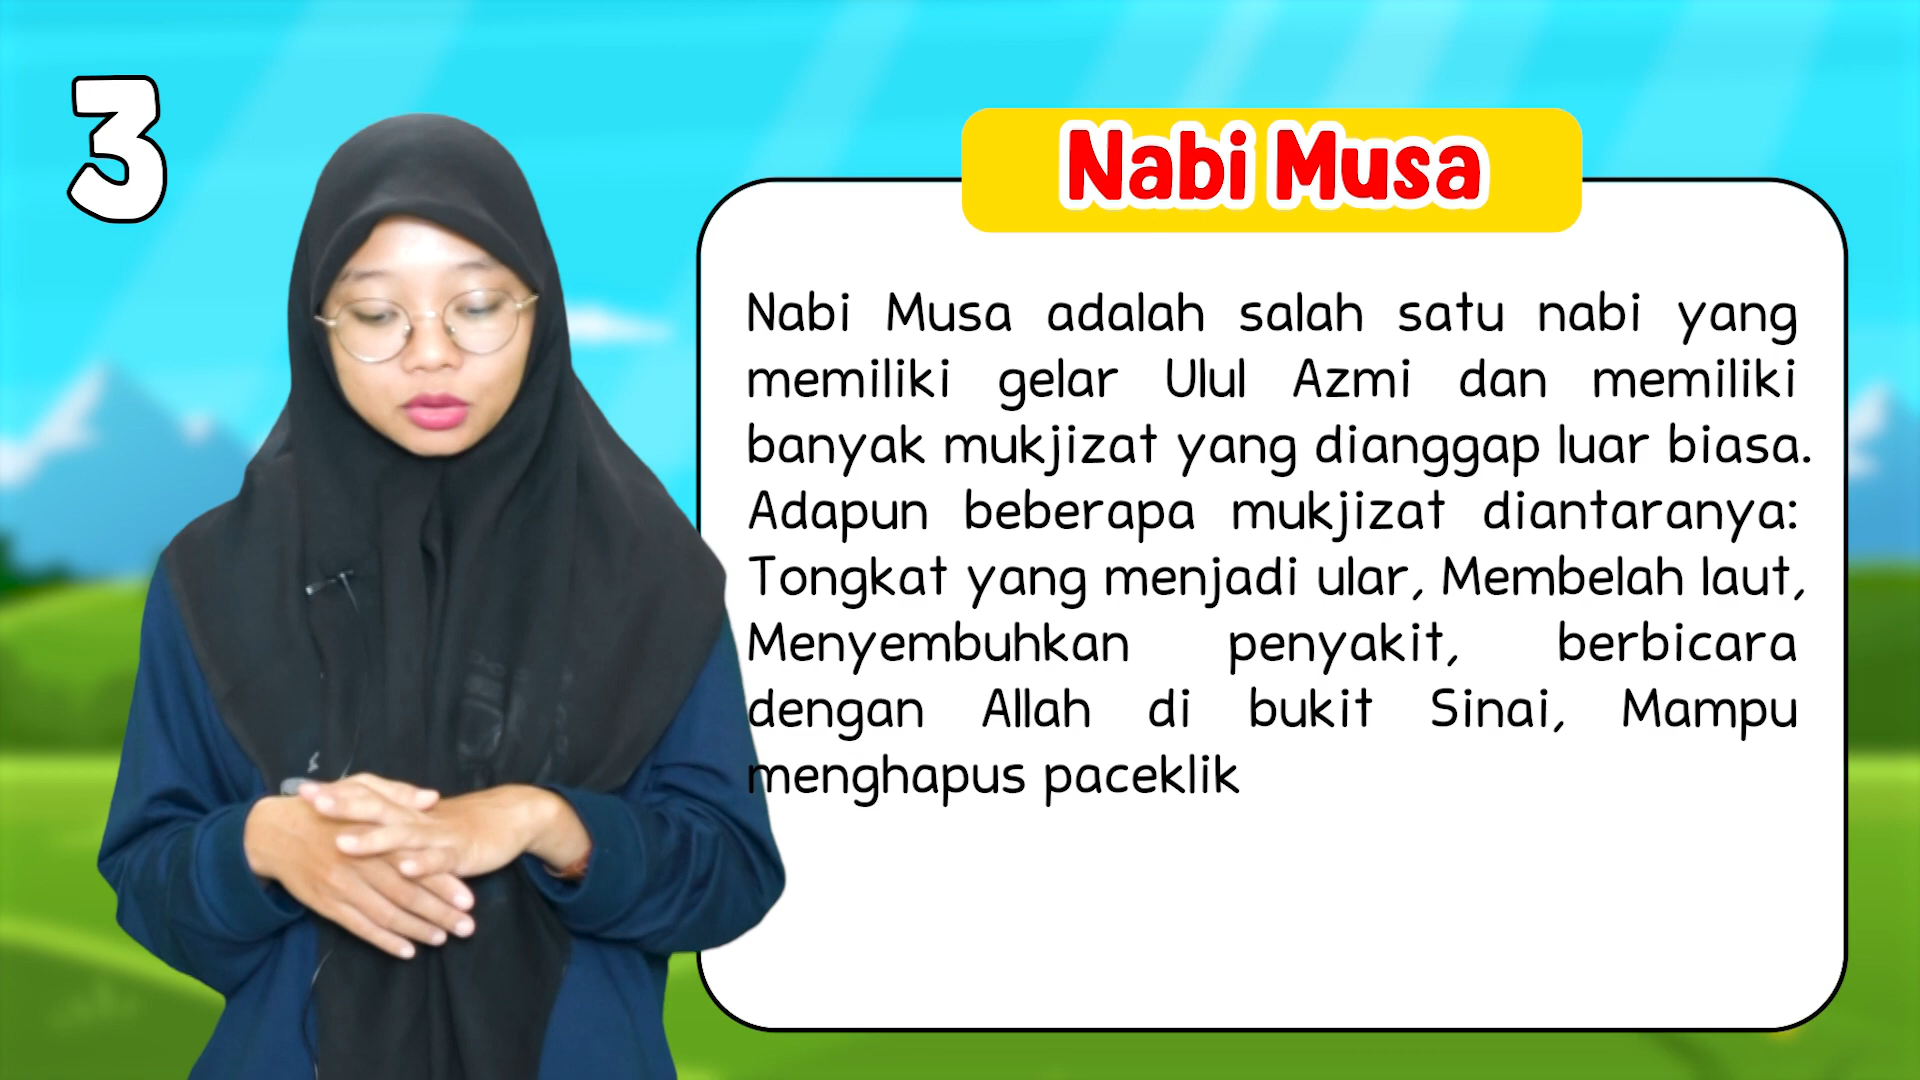 3
Nabi Musa
Nabi Musa adalah salah satu nabi yang
memiliki gelar Ulul Azmi dan memiliki
banyak mukjizat yang dianggap luar biasa.
Adapun beberapa mukjizat diantaranya:
Tongkat yang menjadi ular, Membelah laut,
Menyembuhkan penyakit, berbicara
dengan Allah di bukit Sinai, Mampu
menghapus paceklik